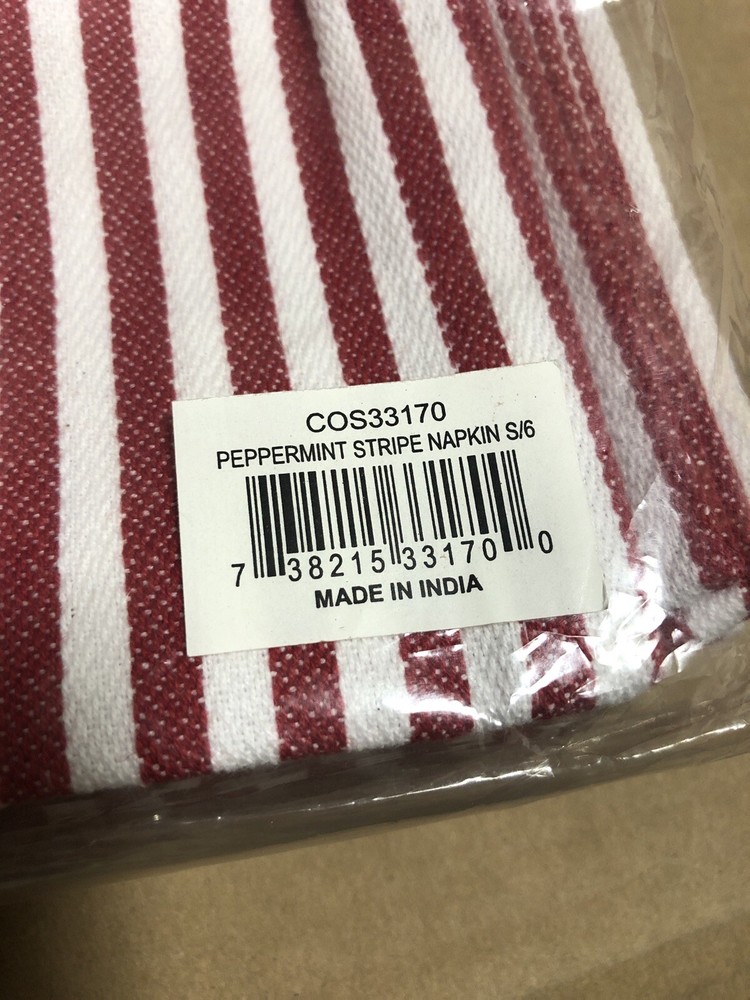 COS33170
PEPPERMINT STRIPE NAPKIN S/6
7 38215 33170 0
MADE IN INDIA